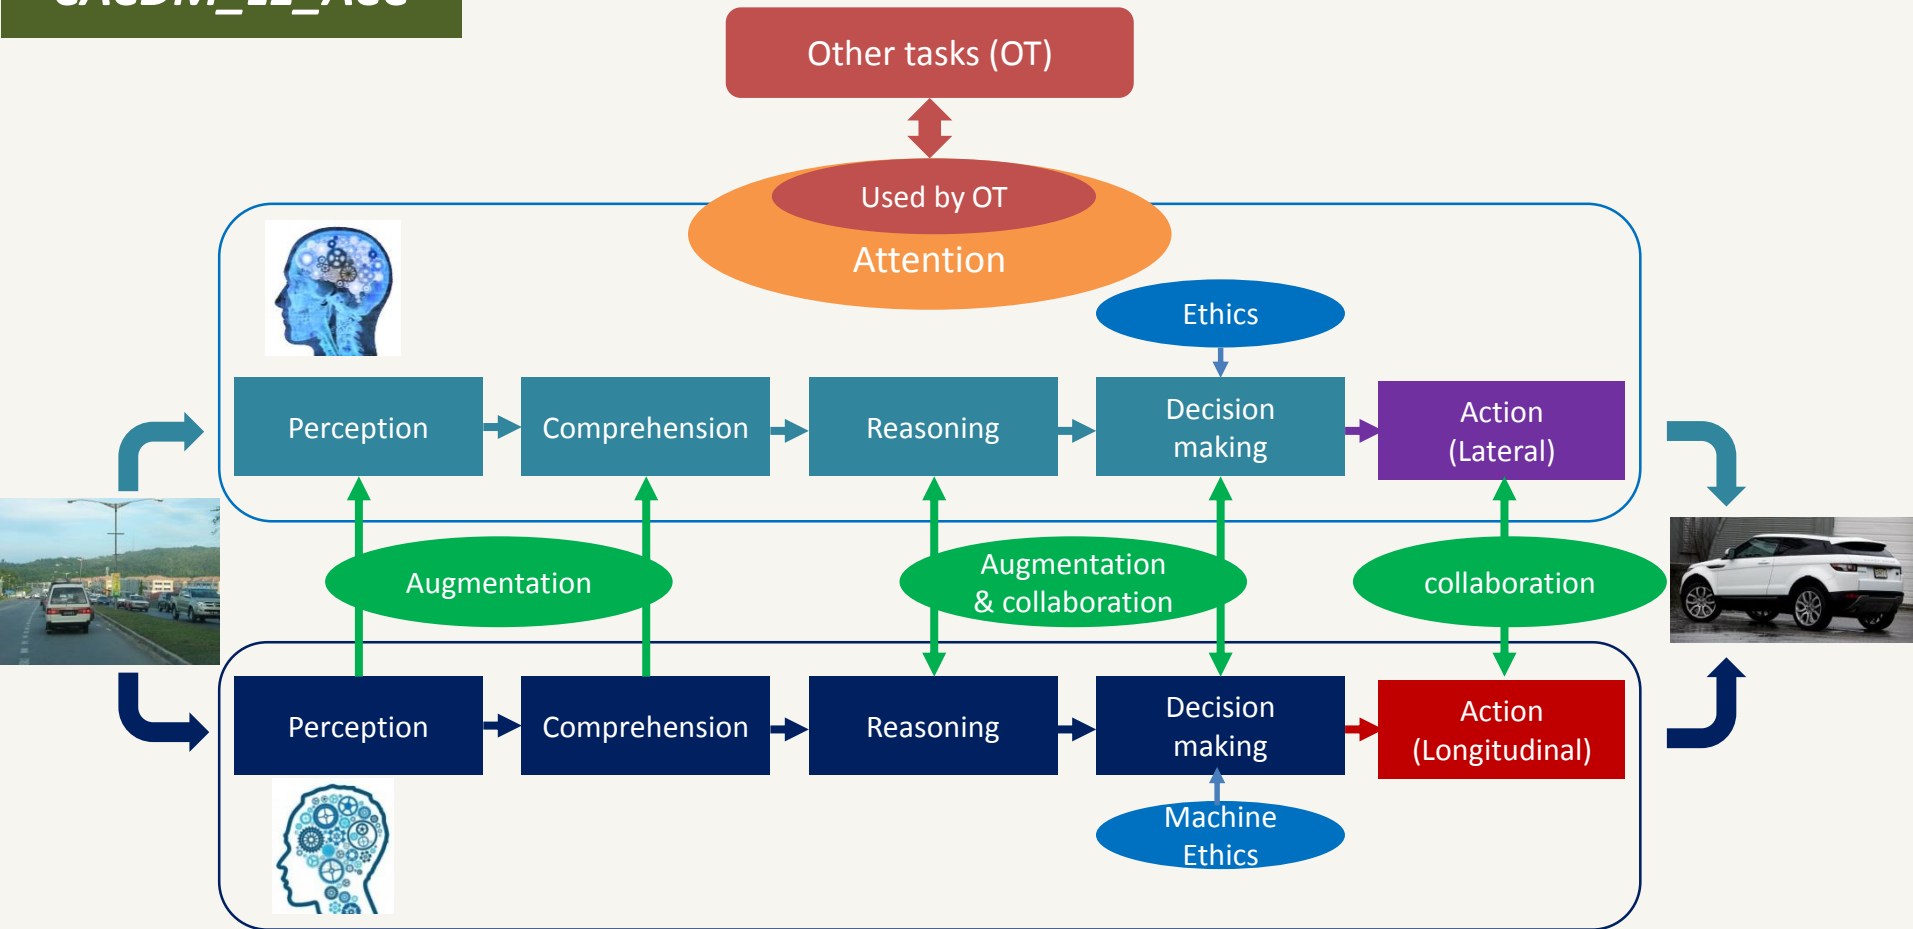 Other tasks (OT)
Used by OT
Attention
Ethics
Perception
Comprehension
Reasoning
Decision
making
Action
(Lateral)
Augmentation
Augmentation
& collaboration
collaboration
Perception
Comprehension
Reasoning
Decision
making
Action
(Longitudinal)
Machine
Ethics